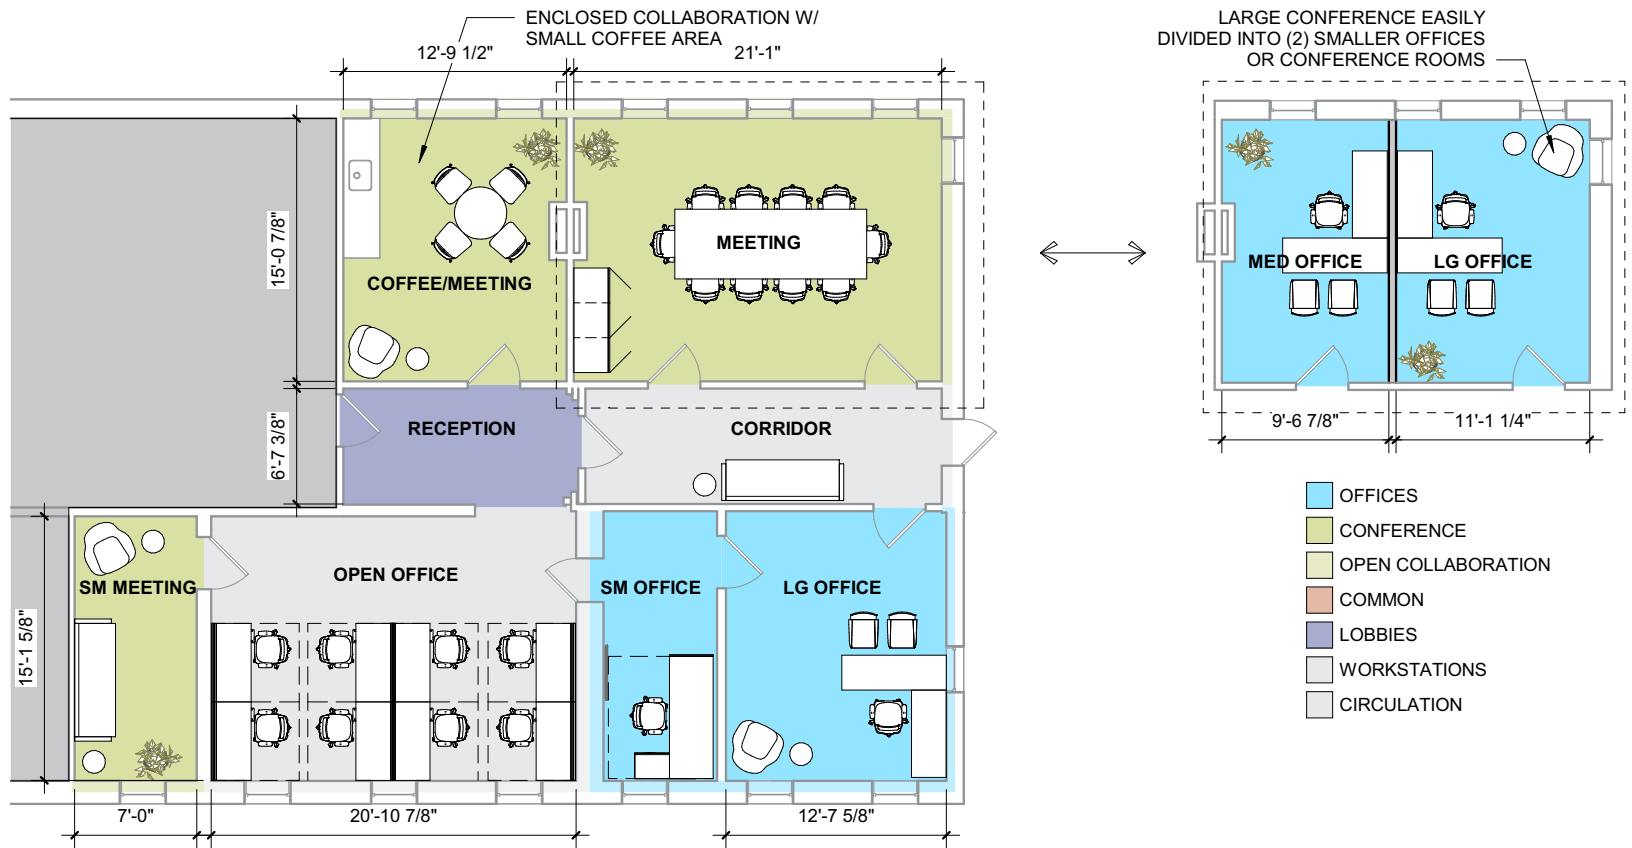 ENCLOSED COLLABORATION W/
SMALL COFFEE AREA
12'-9 1/2"
21'-1"
LARGE CONFERENCE EASILY
DIVIDED INTO (2) SMALLER OFFICES
OR CONFERENCE ROOMS
15'-0 7/8"
COFFEE/MEETING
MEETING
MED OFFICE
LG OFFICE
6'-7 3/8"
RECEPTION
CORRIDOR
9'-6 7/8"
11'-1 1/4"
15'-1 5/8"
SM MEETING
OPEN OFFICE
SM OFFICE
LG OFFICE
7'-0"
20'-10 7/8"
12'-7 5/8"
OFFICES
CONFERENCE
OPEN COLLABORATION
COMMON
LOBBIES
WORKSTATIONS
CIRCULATION